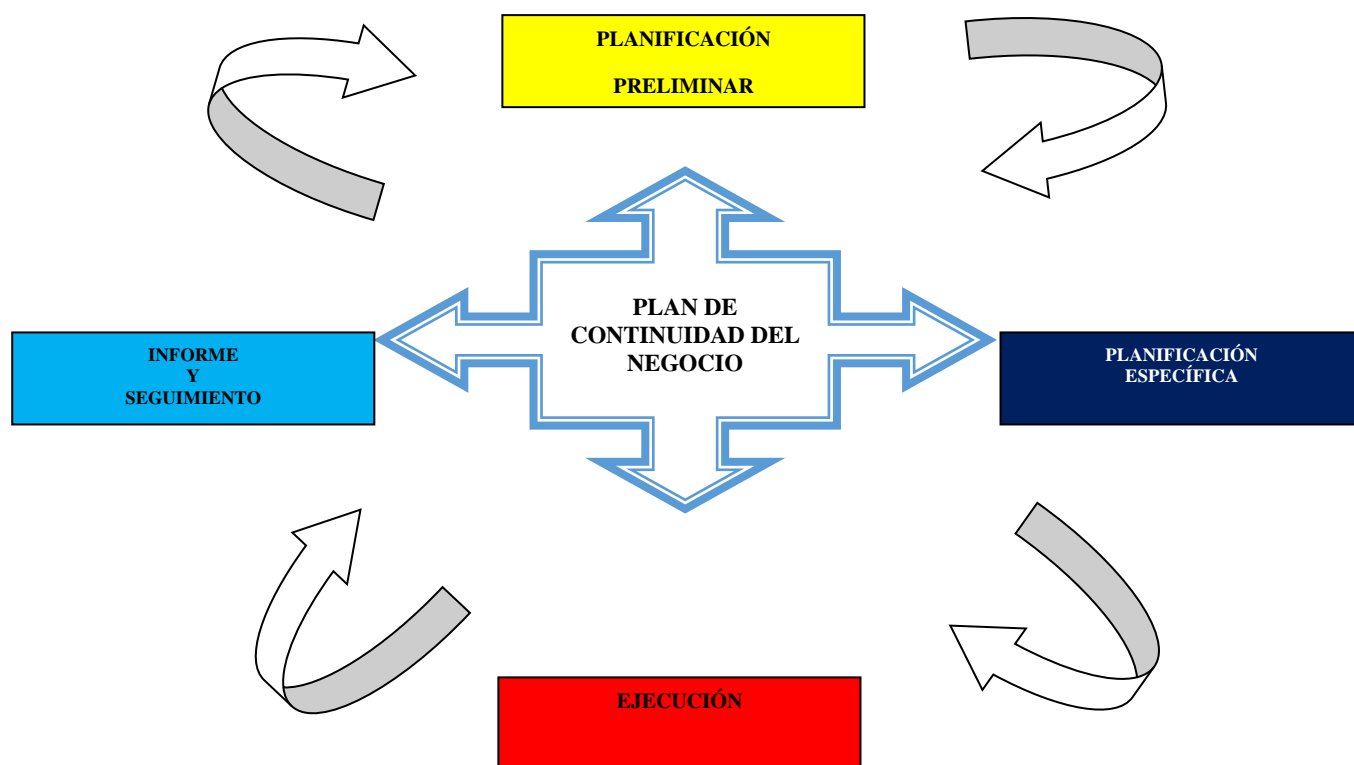 PLANIFICACIÓN
PRELIMINAR
PLAN DE
CONTINUIDAD DEL
NEGOCIO
INFORME
Y
SEGUIMIENTO
PLANIFICACIÓN
ESPECÍFICA
EJECUCIÓN